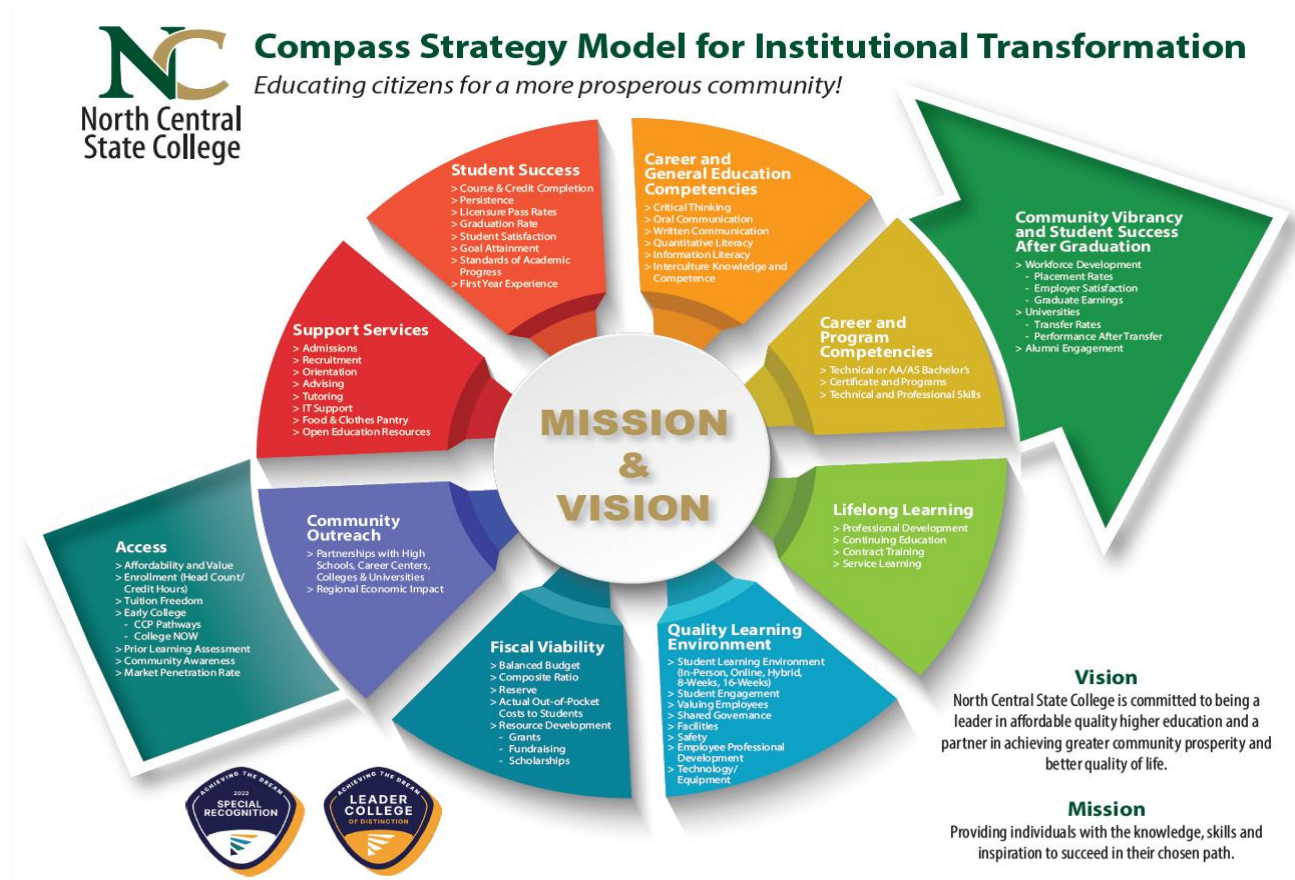 NC
North Central
State College
Compass Strategy Model for Institutional Transformation
Educating citizens for a more prosperous community!
Student Success
> Course & Credit Completion
> Persistence
> Licensure Pass Rates
> Graduation Rate
> Student Satisfaction
> Goal Attainment
> Standards of Academic
Progress
> First Year Experience
Career and
General Education
Competencies
> Critical Thinking
> Oral Communication
> Written Communication
> Quantitative Literacy
> Information Literacy
> Interculture Knowledge and
Competence
Community Vibrancy
and Student Success
After Graduation
> Workforce Development
- Placement Rates
- Employer Satisfaction
- Graduate Earnings
> Universities
- Transfer Rates
- Performance After Transfer
> Alumni Engagement
Support Services
> Admissions
> Recruitment
> Orientation
> Advising
> Tutoring
> IT Support
> Food & Clothes Pantry
> Open Education Resources
Career and
Program
Competencies
> Technical or AA/AS Bachelor's
> Certificate and Programs
> Technical and Professional Skills
MISSION
&
VISION
Access
> Affordability and Value
> Enrollment (Head Count/
Credit Hours)
> Tuition Freedom
> Early College
- CCP Pathways
- College NOW
> Prior Learning Assessment
> Community Awareness
> Market Penetration Rate
Community
Outreach
> Partnerships with High
Schools, Career Centers,
Colleges & Universities
> Regional Economic Impact
Lifelong Learning
> Professional Development
> Continuing Education
> Contract Training
> Service Learning
Fiscal Viability
> Balanced Budget
> Composite Ratio
> Reserve
> Actual Out-of-Pocket
Costs to Students
> Resource Development
- Grants
- Fundraising
- Scholarships
Quality Learning
Environment
> Student Learning Environment
(In-Person, Online, Hybrid,
8-Weeks, 16-Weeks)
> Student Engagement
> Valuing Employees
> Shared Governance
> Facilities
> Safety
> Employee Professional
Development
> Technology/
Equipment
Vision
North Central State College is committed to being a
leader in affordable quality higher education and a
partner in achieving greater community prosperity and
better quality of life.
Mission
Providing individuals with the knowledge, skills and
inspiration to succeed in their chosen path.
ACHIEVING THE DREAM
2022
SPECIAL
RECOGNITION
ACHIEVING THE DREAM
LEADER
COLLEGE
OF DISTINCTION